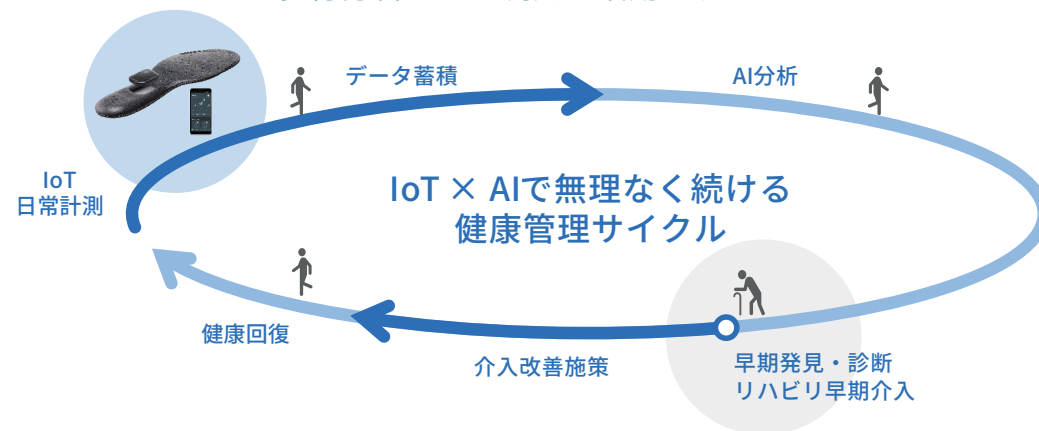 データ蓄積
AI分析
IoT
日常計測
IoT × AIで無理なく続ける
健康管理サイクル
健康回復
介入改善施策
早期発見・診断
リハビリ早期介入